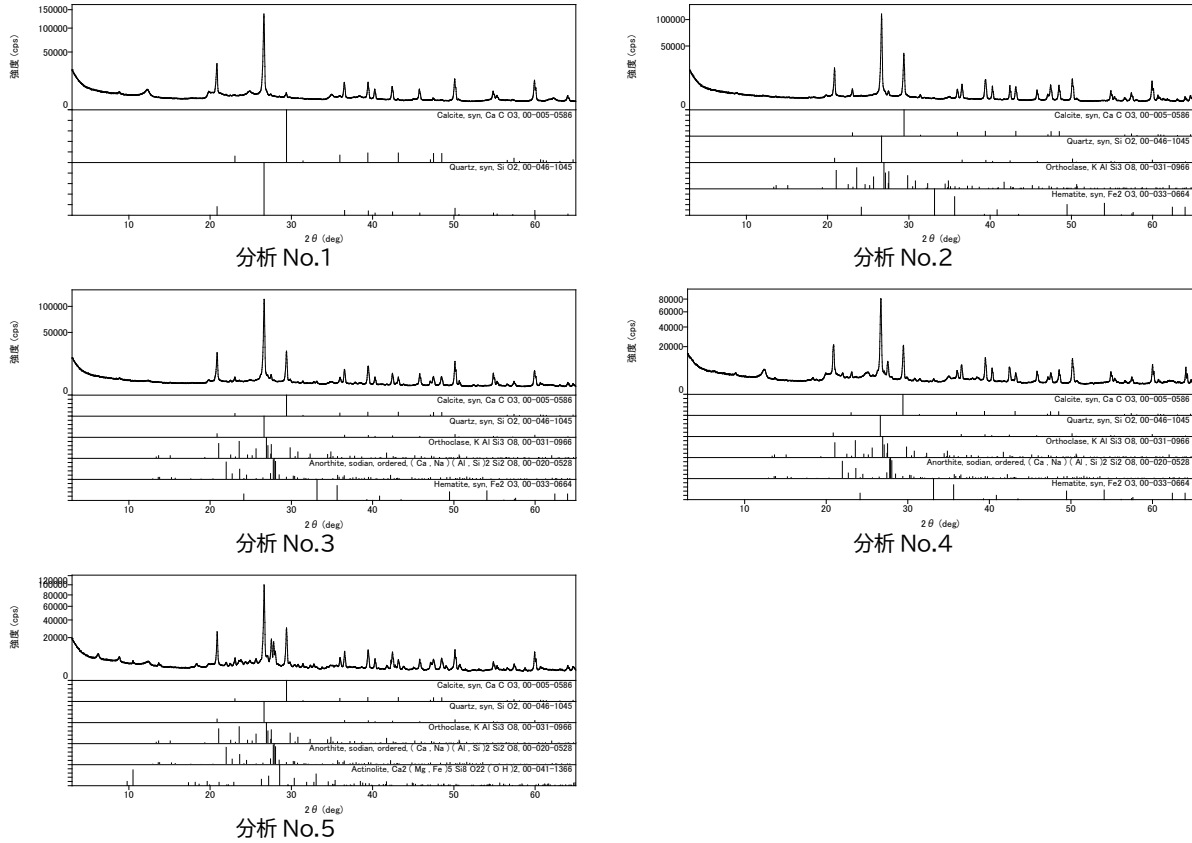 150000
100000
50000
0
強度 (cps)
Calcite, syn, Ca C O3, 00-005-0586
Quartz, syn, Si O2, 00-046-1045
10 20 30 40 50 60
2θ (deg)
分析 No.1
100000
50000
0
強度 (cps)
Calcite, syn, Ca C O3, 00-005-0586
Quartz, syn, Si O2, 00-046-1045
Orthoclase, K Al Si3 O8, 00-031-0966
Hematite, syn, Fe2 O3, 00-033-0664
10 20 30 40 50 60
2θ (deg)
分析 No.2
100000
50000
0
強度 (cps)
Calcite, syn, Ca C O3, 00-005-0586
Quartz, syn, Si O2, 00-046-1045
Orthoclase, K Al Si3 O8, 00-031-0966
Anorthite, sodian, ordered, ( Ca , Na ) ( Al , Si )2 Si2 O8, 00-020-0528
Hematite, syn, Fe2 O3, 00-033-0664
10 20 30 40 50 60
2θ (deg)
分析 No.3
80000
60000
40000
20000
0
強度 (cps)
Calcite, syn, Ca C O3, 00-005-0586
Quartz, syn, Si O2, 00-046-1045
Orthoclase, K Al Si3 O8, 00-031-0966
Anorthite, sodian, ordered, ( Ca , Na ) ( Al , Si )2 Si2 O8, 00-020-0528
Hematite, syn, Fe2 O3, 00-033-0664
10 20 30 40 50 60
2θ (deg)
分析 No.4
120000
100000
80000
60000
40000
20000
0
強度 (cps)
Calcite, syn, Ca C O3, 00-005-0586
Quartz, syn, Si O2, 00-046-1045
Orthoclase, K Al Si3 O8, 00-031-0966
Anorthite, sodian, ordered, ( Ca , Na ) ( Al , Si )2 Si2 O8, 00-020-0528
Actinolite, Ca2 ( Mg , Fe )5 Si8 O22 ( O H )2, 00-041-1366
10 20 30 40 50 60
2θ (deg)
分析 No.5